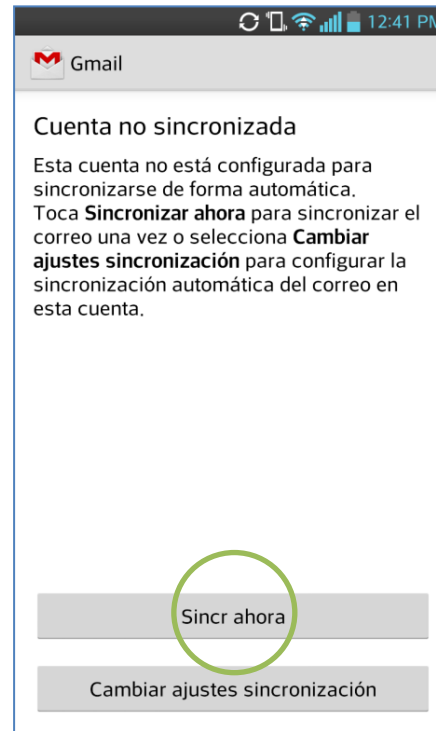 12:41 PM
Gmail
Cuenta no sincronizada
Esta cuenta no está configurada para
sincronizarse de forma automática.
Toca Sincronizar ahora para sincronizar el
correo una vez o selecciona Cambiar
ajustes sincronización para configurar la
sincronización automática del correo en
esta cuenta.
Sincr ahora
Cambiar ajustes sincronización